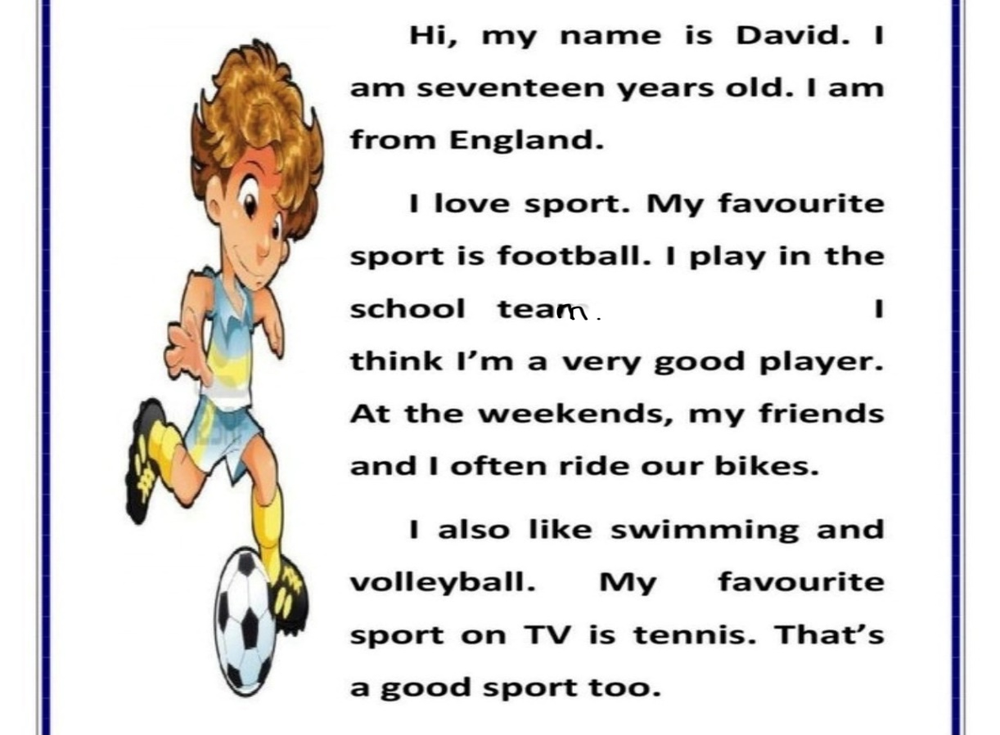 Hi, my name is David. I
am seventeen years old. I am
from England.
I love sport. My favourite
sport is football. I play in the
school team. I
think I'm a very good player.
At the weekends, my friends
and I often ride our bikes.
I also like swimming and
volleyball. My favourite
sport on TV is tennis. That's
a good sport too.